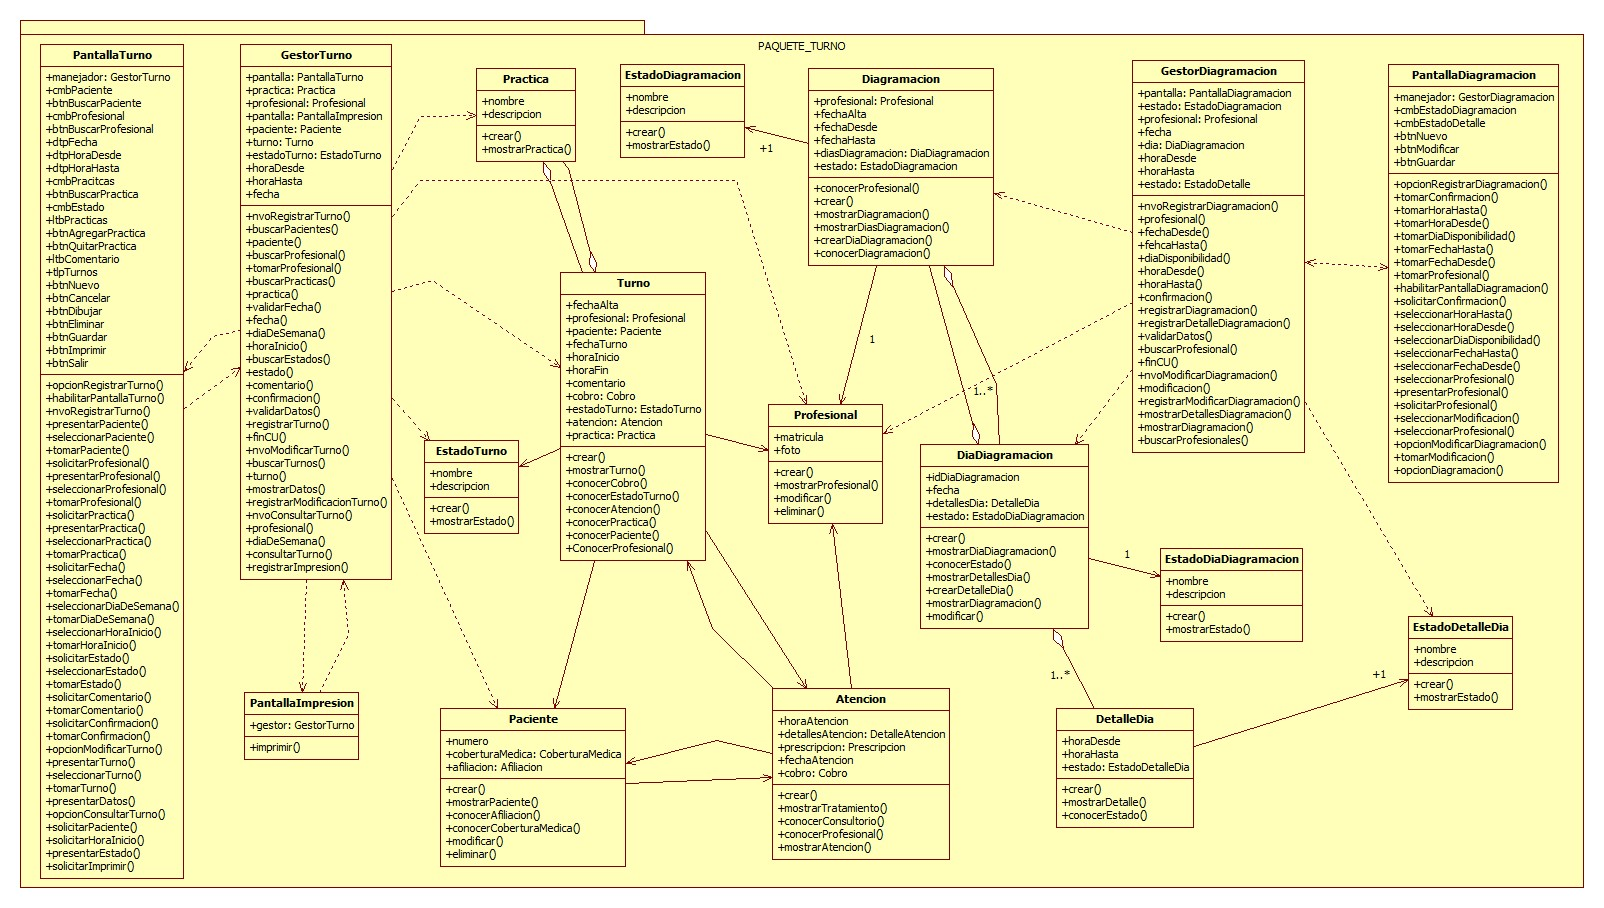 PAQUETE_TURNO
PantallaTurno
+manejador: GestorTurno
+cmbPaciente
+btnBuscarPaciente
+cmbProfesional
+btnBuscarProfesional
+dtpFecha
+dtpHoraDesde
+dtpHoraHasta
+cmbPracitcas
+btnBuscarPractica
+cmbEstado
+ltbPracticas
+btnAgregarPractica
+btnQuitarPractica
+ltbComentario
+tlpTurnos
+btnNuevo
+btnCancelar
+btnDibujar
+btnEliminar
+btnGuardar
+btnImprimir
+btnSalir
+opcionRegistrarTurno()
+habilitarPantallaTurno()
+nvoRegistrarTurno()
+presentarPaciente()
+seleccionarPaciente()
+tomarPaciente()
+solicitarProfesional()
+presentarProfesional()
+seleccionarProfesional()
+tomarProfesional()
+solicitarPractica()
+presentarPractica()
+seleccionarPractica()
+tomarPractica()
+solicitarFecha()
+seleccionarFecha()
+tomarFecha()
+seleccionarDiaDeSemana()
+tomarDiaDeSemana()
+seleccionarHoraInicio()
+tomarHoraInicio()
+solicitarEstado()
+seleccionarEstado()
+tomarEstado()
+solicitarComentario()
+tomarComentario()
+solicitarConfirmacion()
+tomarConfirmacion()
+opcionModificarTurno()
+presentarTurno()
+seleccionarTurno()
+tomarTurno()
+presentarDatos()
+opcionConsultarTurno()
+solicitarPaciente()
+solicitarHoraInicio()
+presentarEstado()
+solicitarImprimir()
GestorTurno
+pantalla: PantallaTurno
+practica: Practica
+profesional: Profesional
+pantalla: PantallaImpresion
+paciente: Paciente
+turno: Turno
+estadoTurno: EstadoTurno
+horaDesde
+horaHasta
+fecha
+nvoRegistrarTurno()
+buscarPacientes()
+paciente()
+buscarProfesional()
+tomarProfesional()
+buscarPracticas()
+practica()
+validarFecha()
+fecha()
+diaDeSemana()
+horaInicio()
+buscarEstados()
+estado()
+comentario()
+confirmacion()
+validarDatos()
+registrarTurno()
+finCU()
+nvoModificarTurno()
+buscarTurnos()
+turno()
+mostrarDatos()
+registrarModificacionTurno()
+nvoConsultarTurno()
+profesional()
+diaDeSemana()
+consultarTurno()
+registrarImpresion()
PantallaImpresion
+gestor: GestorTurno
+imprimir()
Practica
+nombre
+descripcion
+crear()
+mostrarPractica()
EstadoDiagramacion
+nombre
+descripcion
+crear()
+mostrarEstado()
+1
Diagramacion
+profesional: Profesional
+fechaAlta
+fechaDesde
+fechaHasta
+diasDiagramacion: DiaDiagramacion
+estado: EstadoDiagramacion
+conocerProfesional()
+crear()
+mostrarDiagramacion()
+mostrarDiasDiagramacion()
+crearDiaDiagramacion()
+conocerDiagramacion()
1
1..*
GestorDiagramacion
+pantalla: PantallaDiagramacion
+estado: EstadoDiagramacion
+profesional: Profesional
+fecha
+dia: DiaDiagramacion
+horaDesde
+horaHasta
+estado: EstadoDetalle
+nvoRegistrarDiagramacion()
+profesional()
+fechaDesde()
+fehcaHasta()
+diaDisponibilidad()
+horaDesde()
+horaHasta()
+confirmacion()
+registrarDiagramacion()
+registrarDetalleDiagramacion()
+validarDatos()
+buscarProfesional()
+finCU()
+nvoModificarDiagramacion()
+modificacion()
+registrarModificarDiagramacion()
+mostrarDetallesDiagramacion()
+mostrarDiagramacion()
+buscarProfesionales()
PantallaDiagramacion
+manejador: GestorDiagramacion
+cmbEstadoDiagramacion
+cmbEstadoDetalle
+btnNuevo
+btnModificar
+btnGuardar
+opcionRegistrarDiagramacion()
+tomarConfirmacion()
+tomarHoraHasta()
+tomarHoraDesde()
+tomarDiaDisponibilidad()
+tomarFechaHasta()
+tomarFechaDesde()
+tomarProfesional()
+habilitarPantallaDiagramacion()
+solicitarConfirmacion()
+seleccionarHoraHasta()
+seleccionarHoraDesde()
+seleccionarDiaDisponibilidad()
+seleccionarFechaHasta()
+seleccionarFechaDesde()
+seleccionarProfesional()
+presentarProfesional()
+solicitarProfesional()
+seleccionarModificacion()
+seleccionarProfesional()
+opcionModificarDiagramacion()
+tomarModificacion()
+opcionDiagramacion()
Turno
+fechaAlta
+profesional: Profesional
+paciente: Paciente
+fechaTurno
+horaInicio
+horaFin
+comentario
+cobro: Cobro
+estadoTurno: EstadoTurno
+atencion: Atencion
+practica: Practica
+crear()
+mostrarTurno()
+conocerCobro()
+conocerEstadoTurno()
+conocerAtencion()
+conocerPractica()
+conocerPaciente()
+ConocerProfesional()
EstadoTurno
+nombre
+descripcion
+crear()
+mostrarEstado()
Profesional
+matricula
+foto
+crear()
+mostrarProfesional()
+modificar()
+eliminar()
DiaDiagramacion
+idDiaDiagramacion
+fecha
+detallesDia: DetalleDia
+estado: EstadoDiaDiagramacion
+crear()
+mostrarDiaDiagramacion()
+conocerEstado()
+mostrarDetallesDia()
+crearDetalleDia()
+mostrarDiagramacion()
+modificar()
1
EstadoDiaDiagramacion
+nombre
+descripcion
+crear()
+mostrarEstado()
EstadoDetalleDia
+nombre
+descripcion
+crear()
+mostrarEstado()
1..*
+1
Paciente
+numero
+coberturaMedica: CoberturaMedica
+afiliacion: Afiliacion
+crear()
+mostrarPaciente()
+conocerAfiliacion()
+conocerCoberturaMedica()
+modificar()
+eliminar()
Atencion
+horaAtencion
+detallesAtencion: DetalleAtencion
+prescripcion: Prescripcion
+fechaAtencion
+cobro: Cobro
+crear()
+mostrarTratamiento()
+conocerConsultorio()
+conocerProfesional()
+mostrarAtencion()
DetalleDia
+horaDesde
+horaHasta
+estado: EstadoDetalleDia
+crear()
+mostrarDetalle()
+conocerEstado()